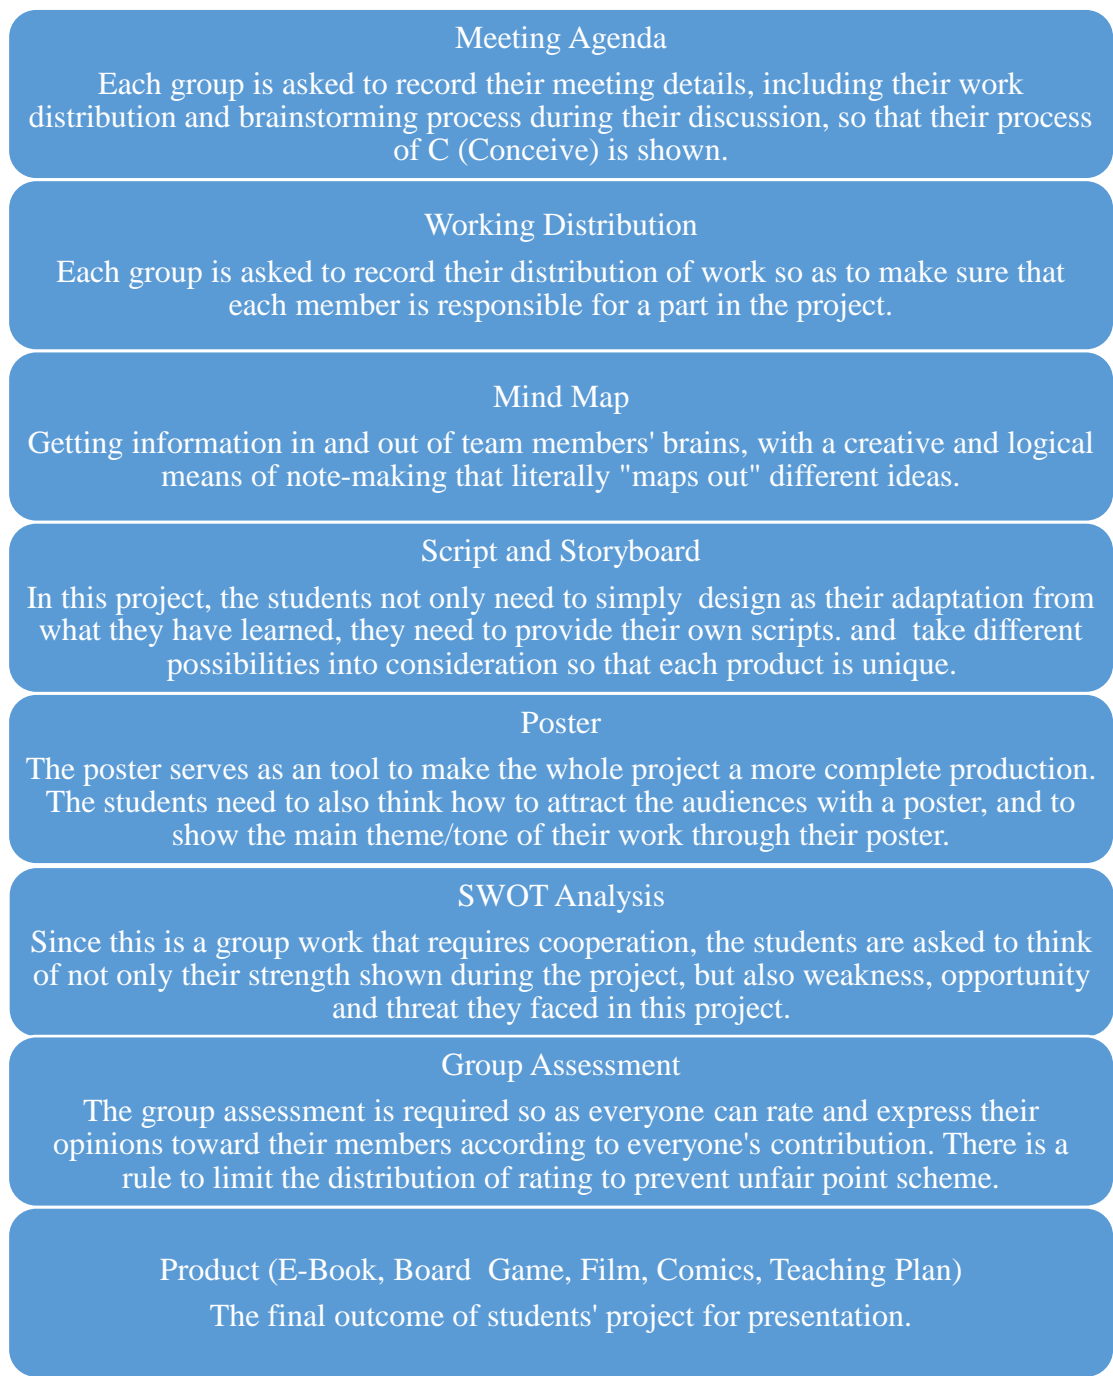 Meeting Agenda
Each group is asked to record their meeting details, including their work
distribution and brainstorming process during their discussion, so that their process
of C (Conceive) is shown.
Working Distribution
Each group is asked to record their distribution of work so as to make sure that
each member is responsible for a part in the project.
Mind Map
Getting information in and out of team members' brains, with a creative and logical
means of note-making that literally "maps out" different ideas.
Script and Storyboard
In this project, the students not only need to simply  design as their adaptation from
what they have learned, they need to provide their own scripts. and  take different
possibilities into consideration so that each product is unique.
Poster
The poster serves as an tool to make the whole project a more complete production.
The students need to also think how to attract the audiences with a poster, and to
show the main theme/tone of their work through their poster.
SWOT Analysis
Since this is a group work that requires cooperation, the students are asked to think
of not only their strength shown during the project, but also weakness, opportunity
and threat they faced in this project.
Group Assessment
The group assessment is required so as everyone can rate and express their
opinions toward their members according to everyone's contribution. There is a
rule to limit the distribution of rating to prevent unfair point scheme.
Product (E-Book, Board  Game, Film, Comics, Teaching Plan)
The final outcome of students' project for presentation.